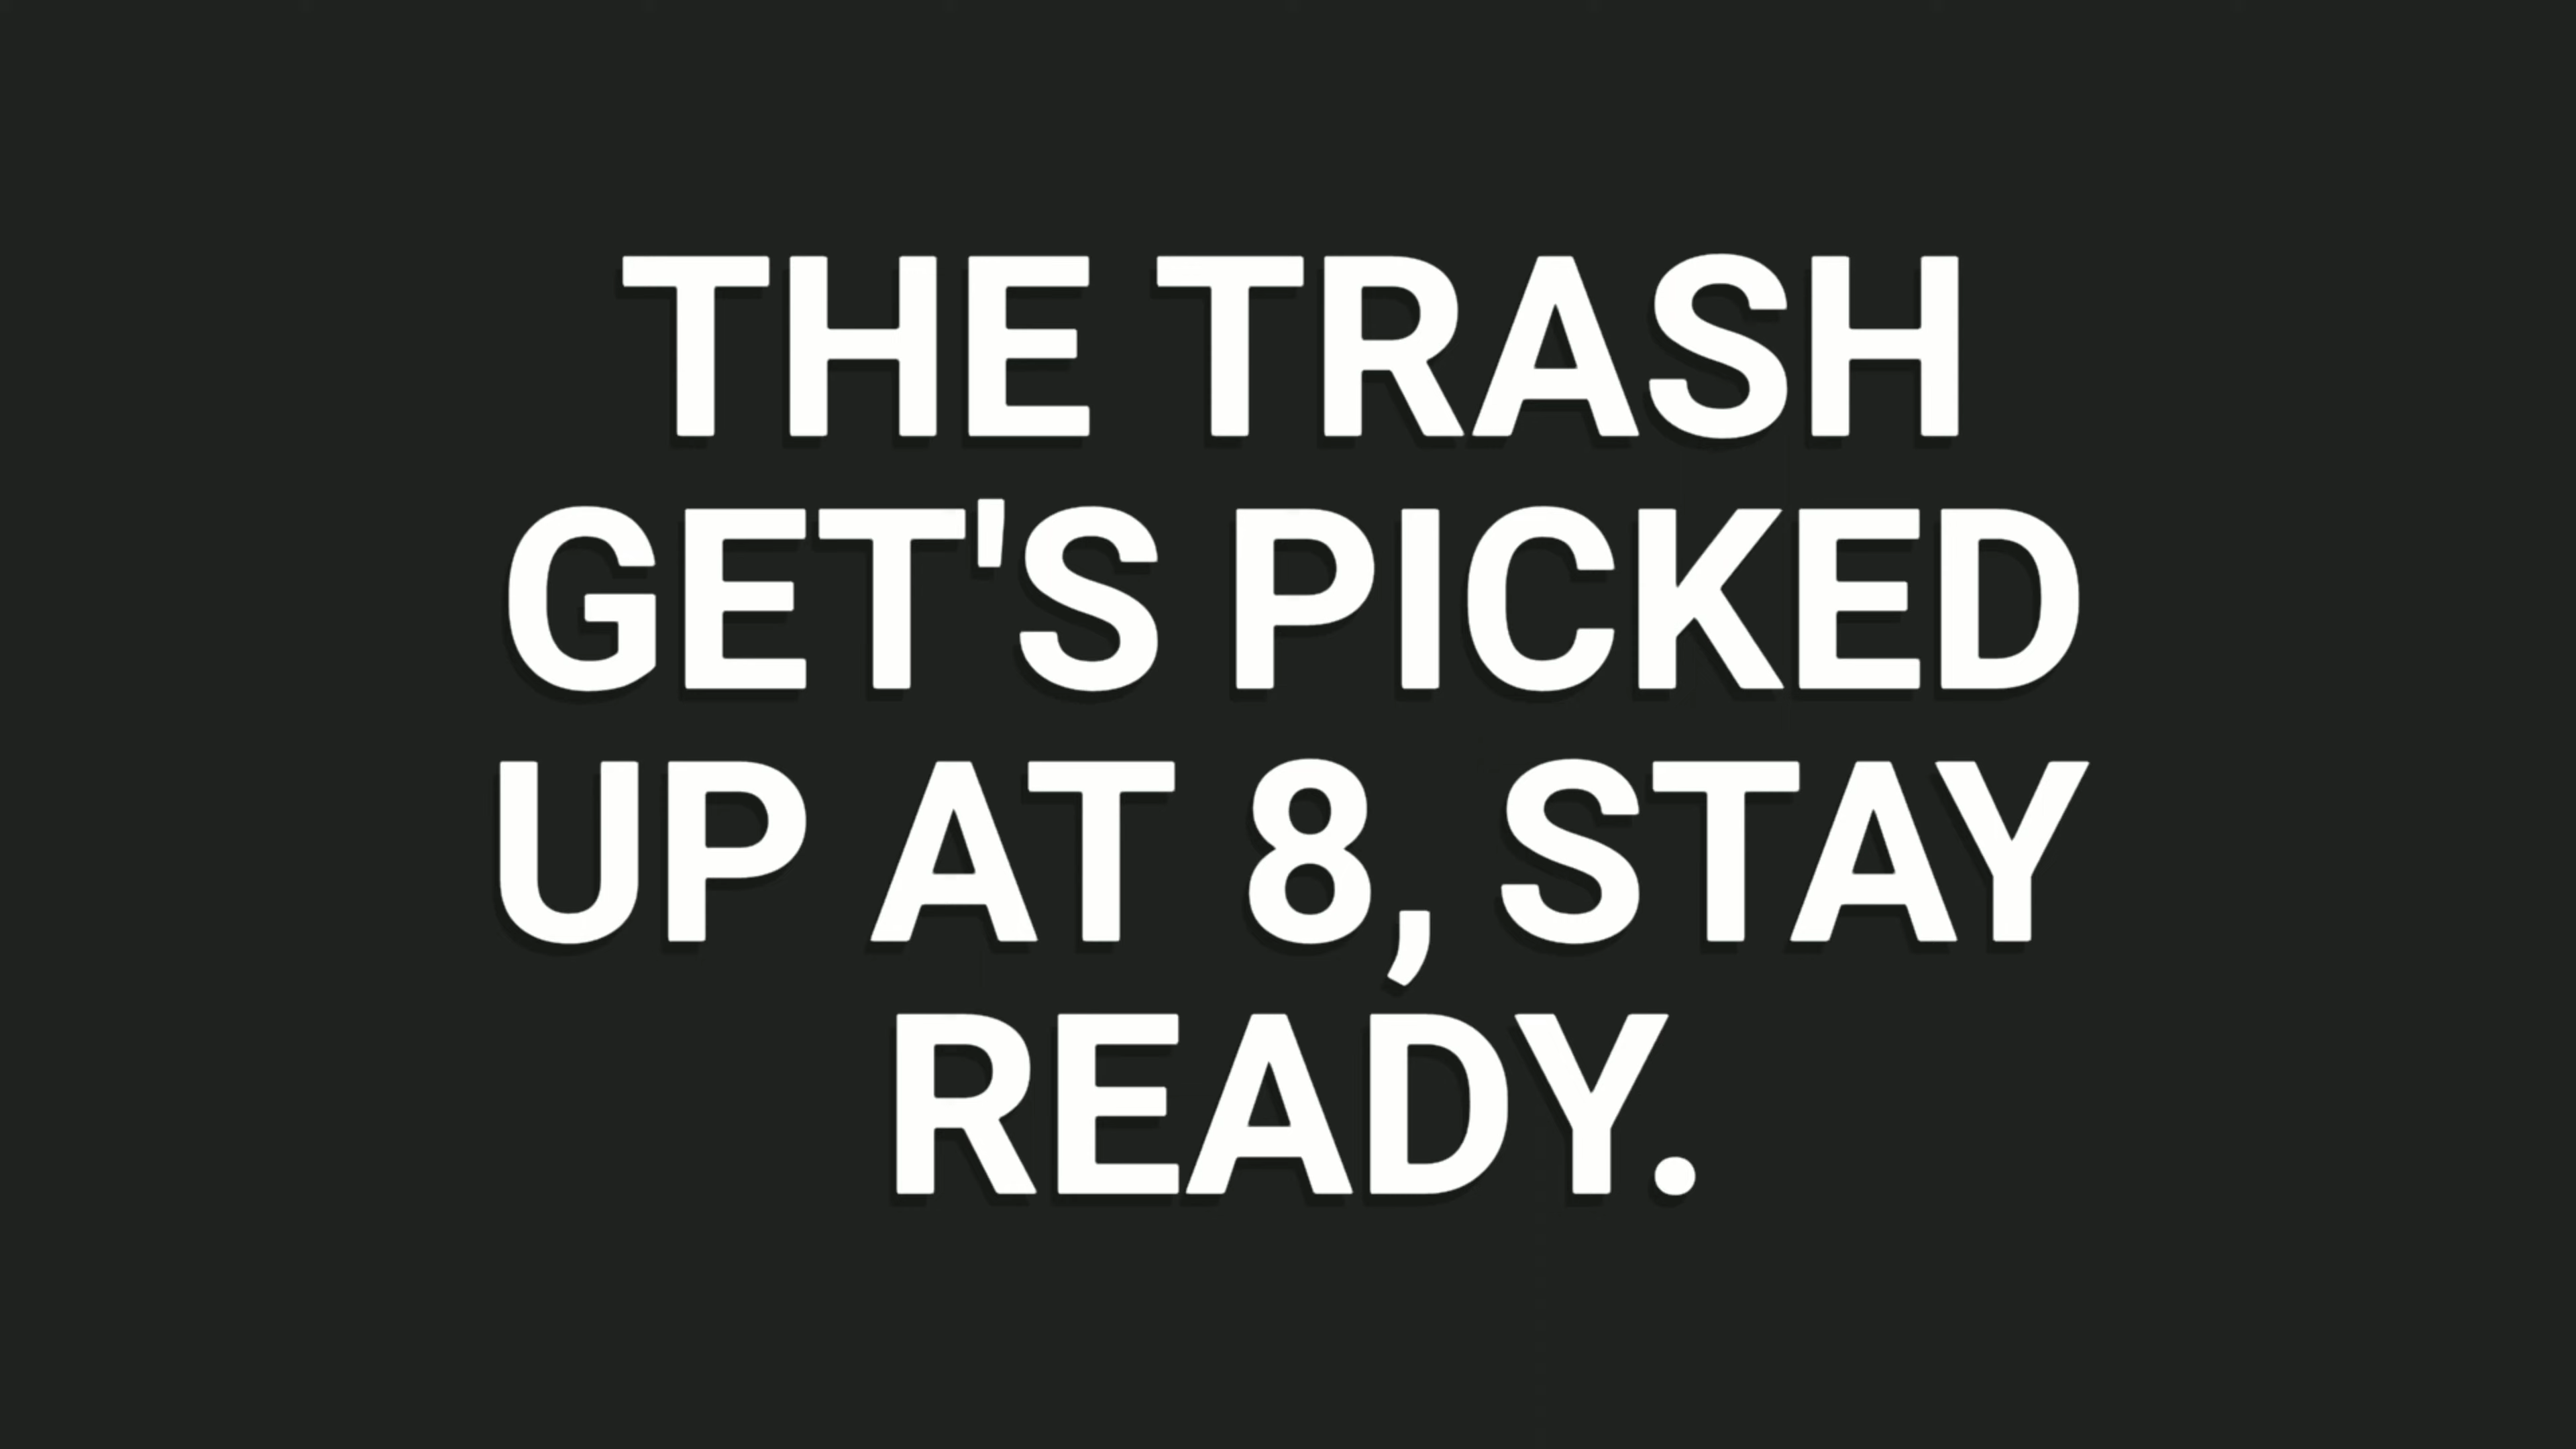 THE TRASH
GET'S PICKED
UP AT 8, STAY
READY.